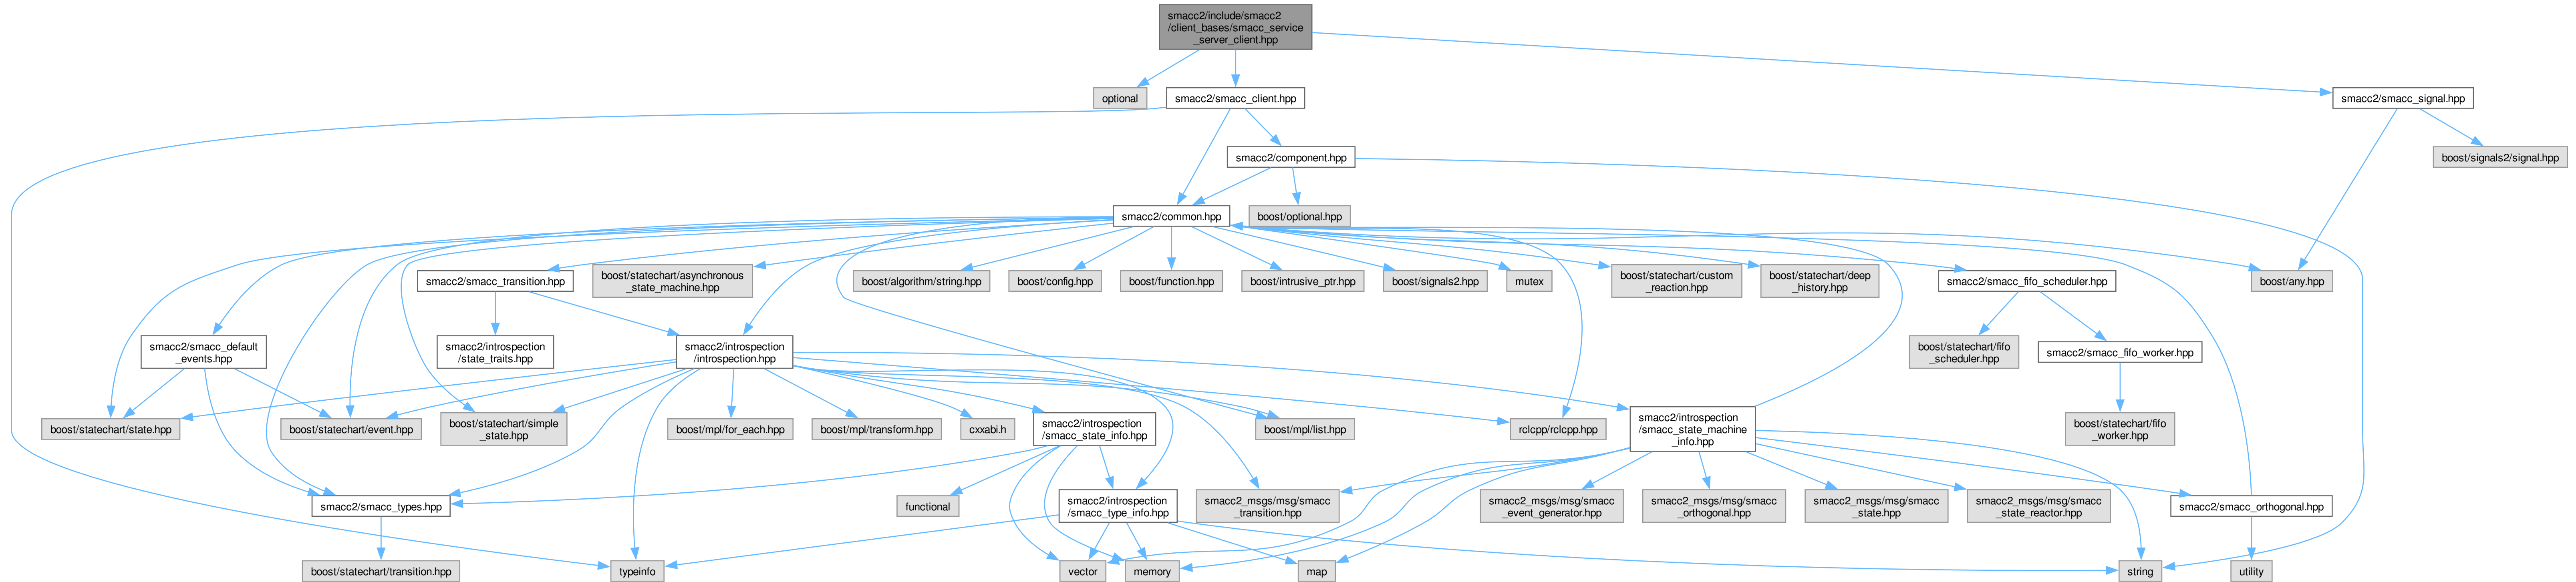 smacc2/include/smacc2
/client_bases/smacc_service
_server_client.hpp
optional
smacc2/smacc_client.hpp
smacc2/smacc_signal.hpp
smacc2/component.hpp
boost/signals2/signal.hpp
smacc2/common.hpp
boost/optional.hpp
smacc2/smacc_transition.hpp
boost/statechart/asynchronous
_state_machine.hpp
boost/algorithm/string.hpp
boost/config.hpp
boost/function.hpp
boost/intrusive_ptr.hpp
boost/signals2.hpp
mutex
boost/statechart/custom
_reaction.hpp
boost/statechart/deep
_history.hpp
smacc2/smacc_fifo_scheduler.hpp
boost/any.hpp
smacc2/smacc_default
_events.hpp
smacc2/introspection
/state_traits.hpp
smacc2/introspection
/introspection.hpp
boost/statechart/fifo
_scheduler.hpp
smacc2/smacc_fifo_worker.hpp
boost/statechart/state.hpp
boost/statechart/event.hpp
boost/statechart/simple
_state.hpp
boost/mpl/for_each.hpp
boost/mpl/transform.hpp
cxxabi.h
smacc2/introspection
/smacc_state_info.hpp
boost/mpl/list.hpp
rclcpp/rclcpp.hpp
smacc2/introspection
/smacc_state_machine
_info.hpp
boost/statechart/fifo
_worker.hpp
smacc2/smacc_types.hpp
functional
smacc2/introspection
/smacc_type_info.hpp
smacc2_msgs/msg/smacc
_transition.hpp
smacc2_msgs/msg/smacc
_event_generator.hpp
smacc2_msgs/msg/smacc
_orthogonal.hpp
smacc2_msgs/msg/smacc
_state.hpp
smacc2_msgs/msg/smacc
_state_reactor.hpp
smacc2/smacc_orthogonal.hpp
boost/statechart/transition.hpp
typeinfo
vector
memory
map
string
utility